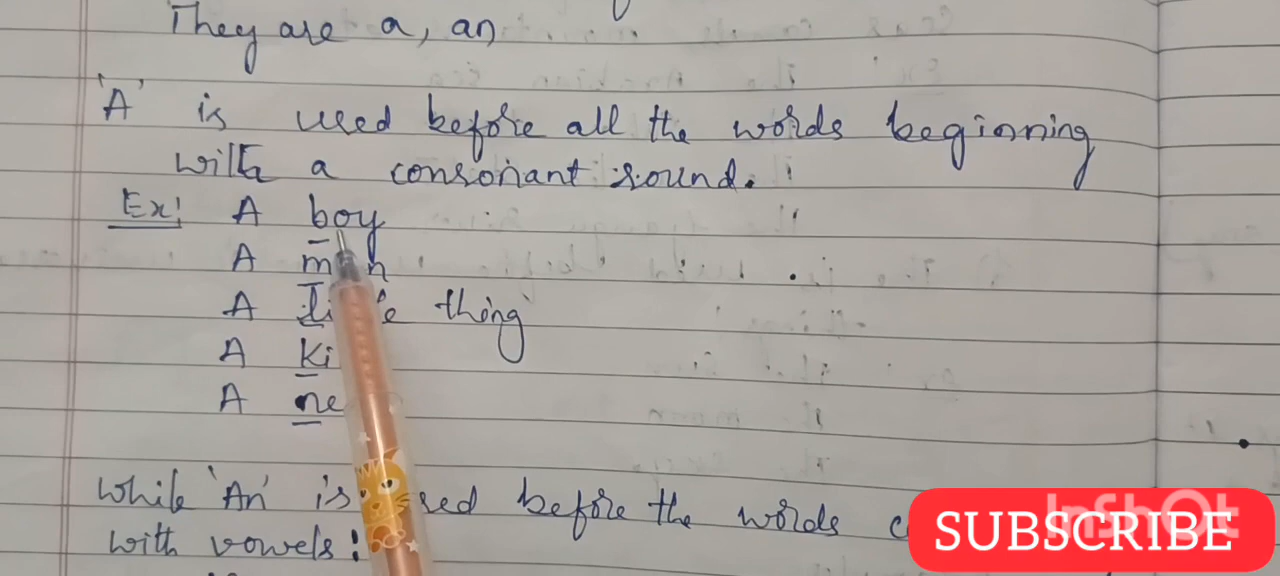 They are a, an
'A' is used before all the words beginning
with a consonant sound.
Ex: A boy
A
A thing
A
A
While 'An' is before the words
with vowels:
InShOt
SUBSCRIBE